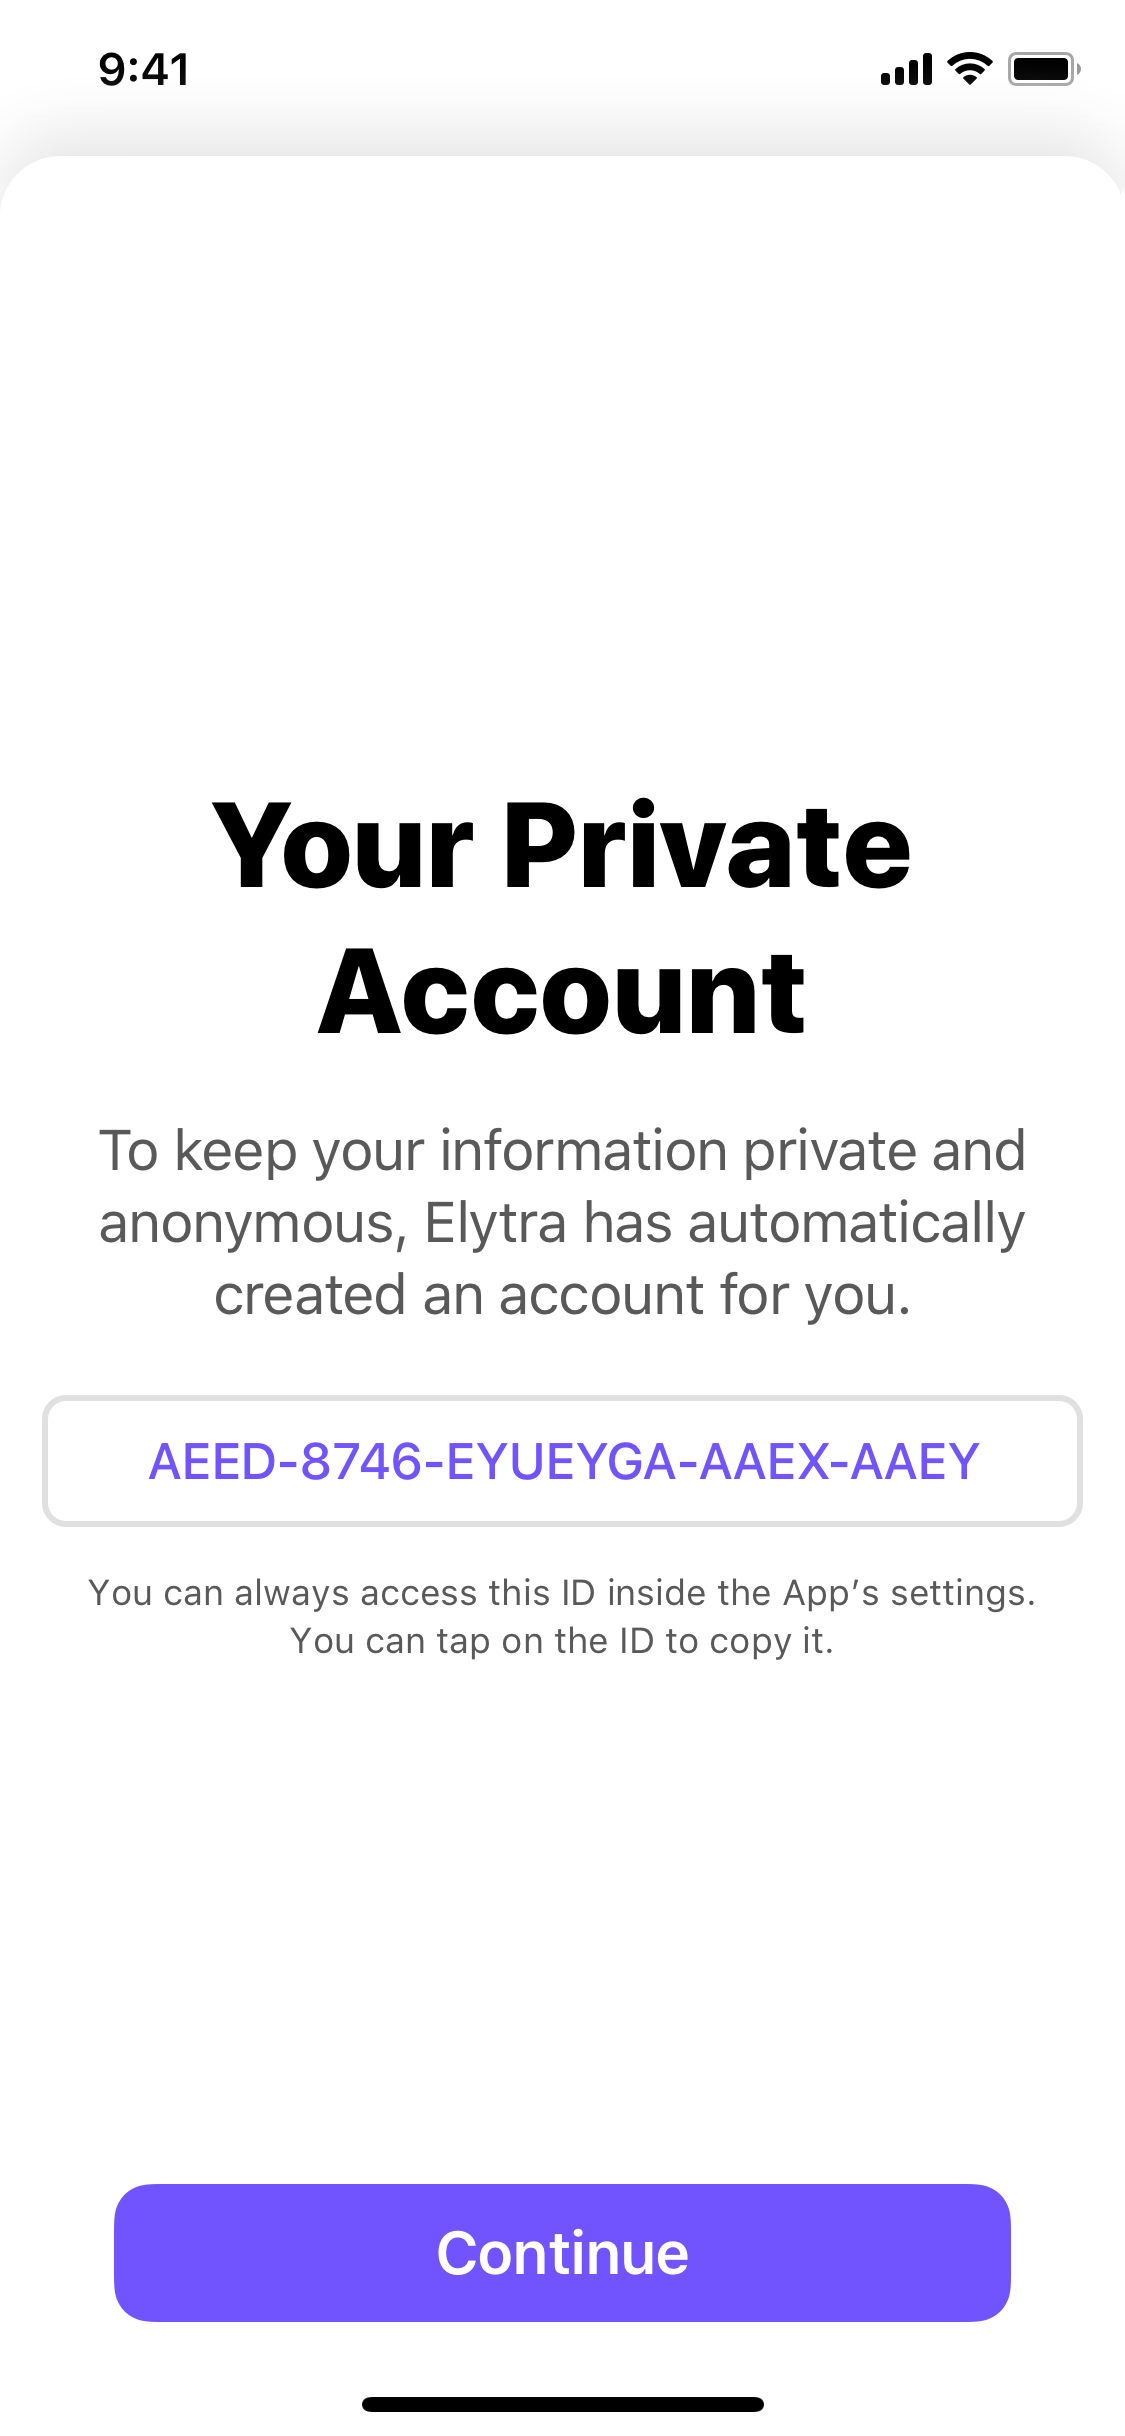 9:41
Your Private
Account
To keep your information private and
anonymous, Elytra has automatically
created an account for you.
AEED-8746-EYUEYGA-AAEX-AAEY
You can always access this ID inside the App’s settings.
You can tap on the ID to copy it.
Continue